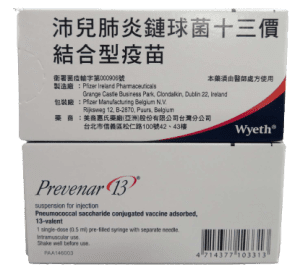 沛兒肺炎鏈球菌十三價
結合型疫苗
衛署菌疫輸字第000906號 本藥須由醫師處方使用
製造廠：Pfizer Ireland Pharmaceuticals
Grange Castle Business Park, Clondalkin, Dublin 22, Ireland
包裝廠：Pfizer Manufacturing Belgium N.V.
Rijksweg 12, B-2870, Puurs, Belgium
藥商：美商惠氏藥廠(亞洲)股份有限公司台灣分公司
台北市信義區松仁路100號42、43樓
Wyeth®
Prevenar 13®
suspension for injection
Pneumococcal saccharide conjugated vaccine adsorbed,
13-valent
1 single-dose (0.5 ml) pre-filled syringe with separate needle.
Intramuscular use.
Shake well before use.
4 714377 103313